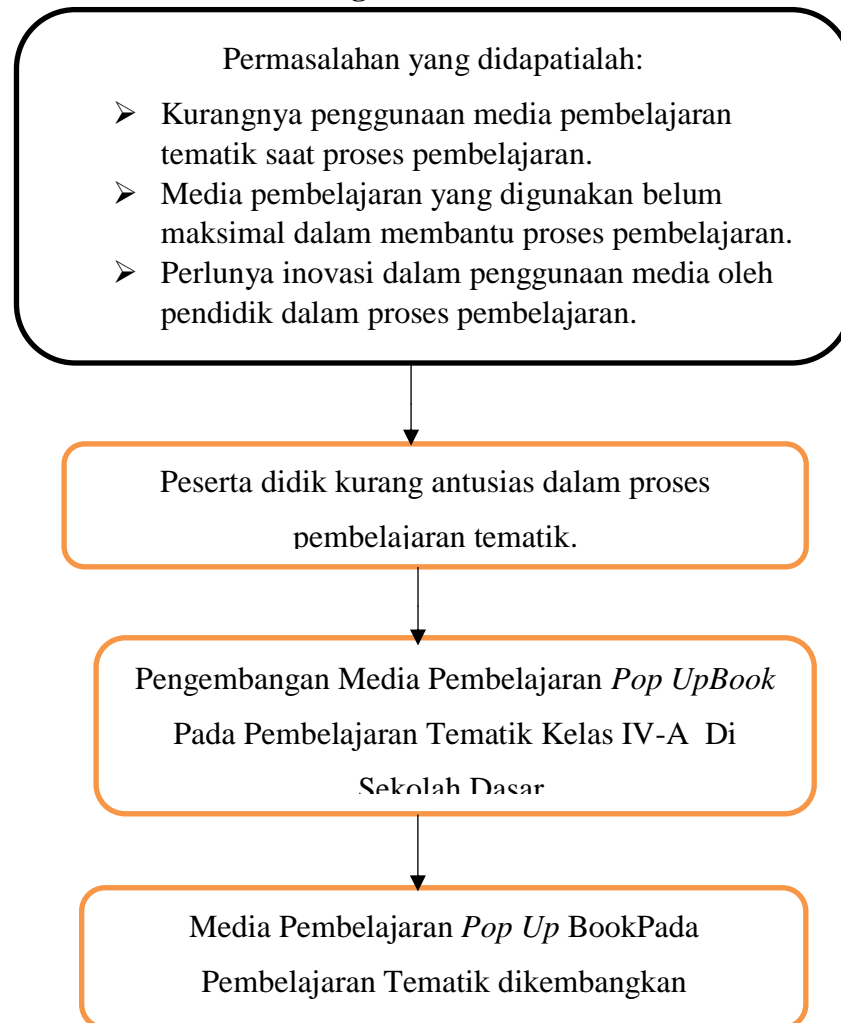 Permasalahan yang didapatialah:
➢ Kurangnya penggunaan media pembelajaran
tematik saat proses pembelajaran.
➢ Media pembelajaran yang digunakan belum
maksimal dalam membantu proses pembelajaran.
➢ Perlunya inovasi dalam penggunaan media oleh
pendidik dalam proses pembelajaran.
Peserta didik kurang antusias dalam proses
pembelajaran tematik.
Pengembangan Media Pembelajaran Pop UpBook
Pada Pembelajaran Tematik Kelas IV-A Di
Sekolah Dasar
Media Pembelajaran Pop Up BookPada
Pembelajaran Tematik dikembangkan